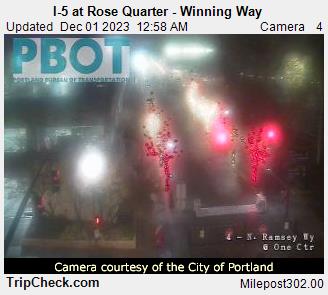 I-5 at Rose Quarter - Winning Way
Updated Dec 01 2023 12:58 AM Camera 4
PBOT
PORTLAND BUREAU OF TRANSPORTATION
4 - N. Ramsey Wy
@ One Ctr
Camera courtesy of the City of Portland
TripCheck.com Milepost302.00